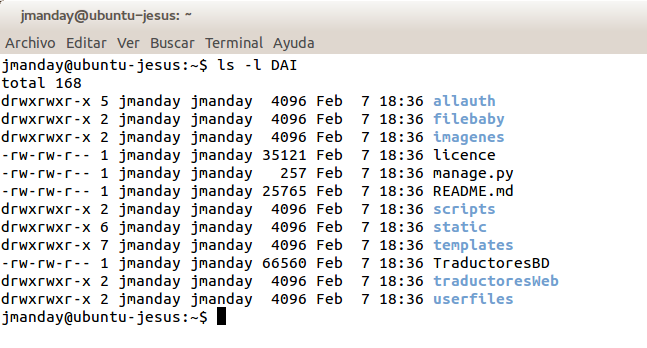 jmanday@ubuntu-jesus: ~
Archivo Editar Ver Buscar Terminal Ayuda
jmanday@ubuntu-jesus:~$ ls -l DAI
total 168
drwxrwxr-x 5 jmanday jmanday  4096 Feb  7 18:36 allauth
drwxrwxr-x 2 jmanday jmanday  4096 Feb  7 18:36 filebaby
drwxrwxr-x 2 jmanday jmanday  4096 Feb  7 18:36 imagenes
-rw-rw-r-- 1 jmanday jmanday 35121 Feb  7 18:36 licence
-rw-rw-r-- 1 jmanday jmanday   257 Feb  7 18:36 manage.py
-rw-rw-r-- 1 jmanday jmanday 25765 Feb  7 18:36 README.md
drwxrwxr-x 2 jmanday jmanday  4096 Feb  7 18:36 scripts
drwxrwxr-x 6 jmanday jmanday  4096 Feb  7 18:36 static
drwxrwxr-x 7 jmanday jmanday  4096 Feb  7 18:36 templates
-rw-rw-r-- 1 jmanday jmanday 66560 Feb  7 18:36 TraductoresBD
drwxrwxr-x 2 jmanday jmanday  4096 Feb  7 18:36 traductoresWeb
drwxrwxr-x 2 jmanday jmanday  4096 Feb  7 18:36 userfiles
jmanday@ubuntu-jesus:~$